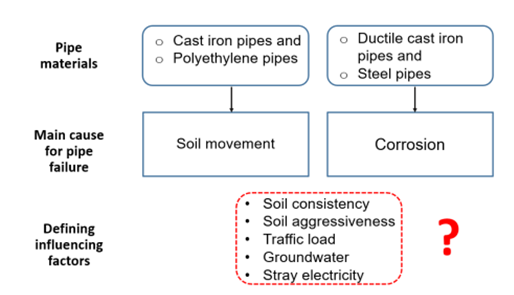 Pipe
materials
○ Cast iron pipes and
○ Polyethylene pipes
○ Ductile cast iron
pipes and
○ Steel pipes
Main cause
for pipe
failure
Soil movement
Corrosion
Defining
influencing
factors
• Soil consistency
• Soil aggressiveness
• Traffic load
• Groundwater
• Stray electricity
?